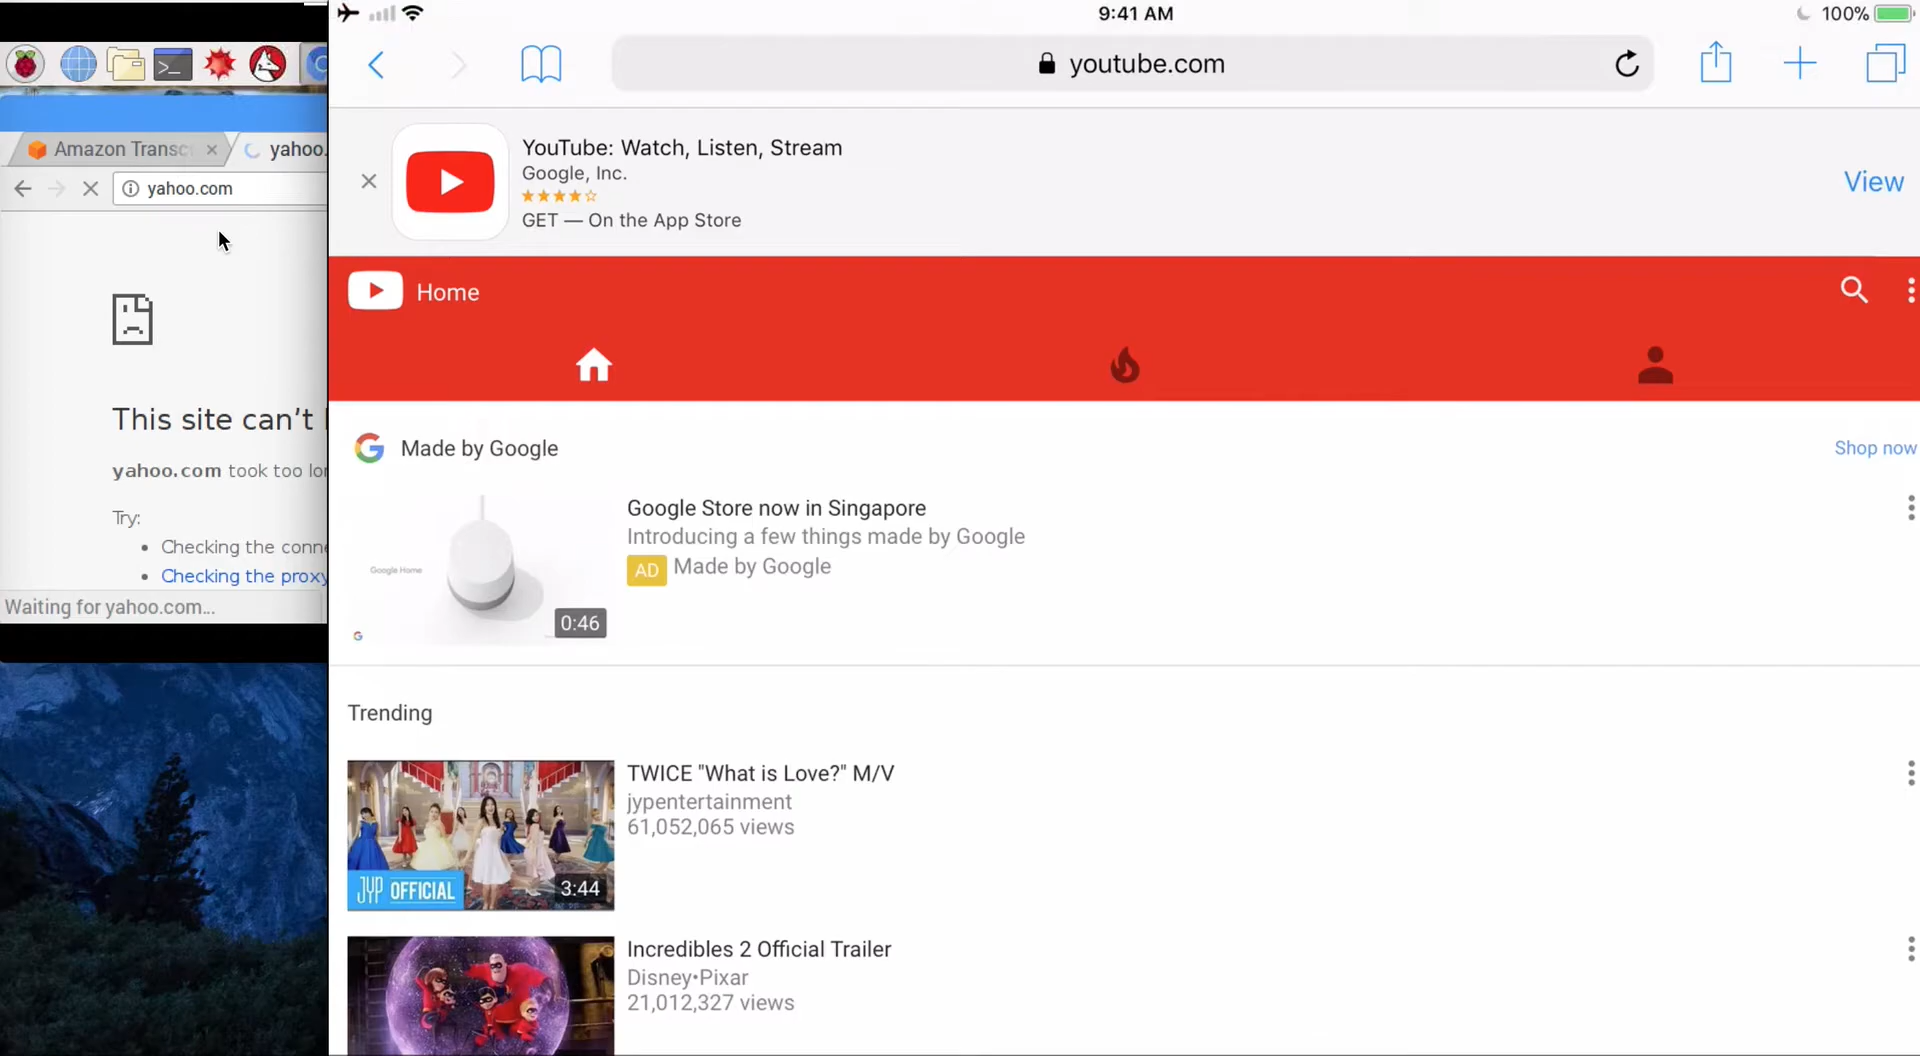 Amazon Transc
yahoo.
yahoo.com
This site can't
yahoo.com took too lo
Try:
Checking the conne
Checking the proxy
Waiting for yahoo.com...
9:41 AM
100%
youtube.com
YouTube: Watch, Listen, Stream
Google, Inc.
GET — On the App Store
View
Home
Made by Google
Shop now
Google Store now in Singapore
Introducing a few things made by Google
AD Made by Google
Google Home
0:46
Trending
TWICE "What is Love?" M/V
jypentertainment
61,052,065 views
JYP OFFICIAL
3:44
Incredibles 2 Official Trailer
Disney•Pixar
21,012,327 views